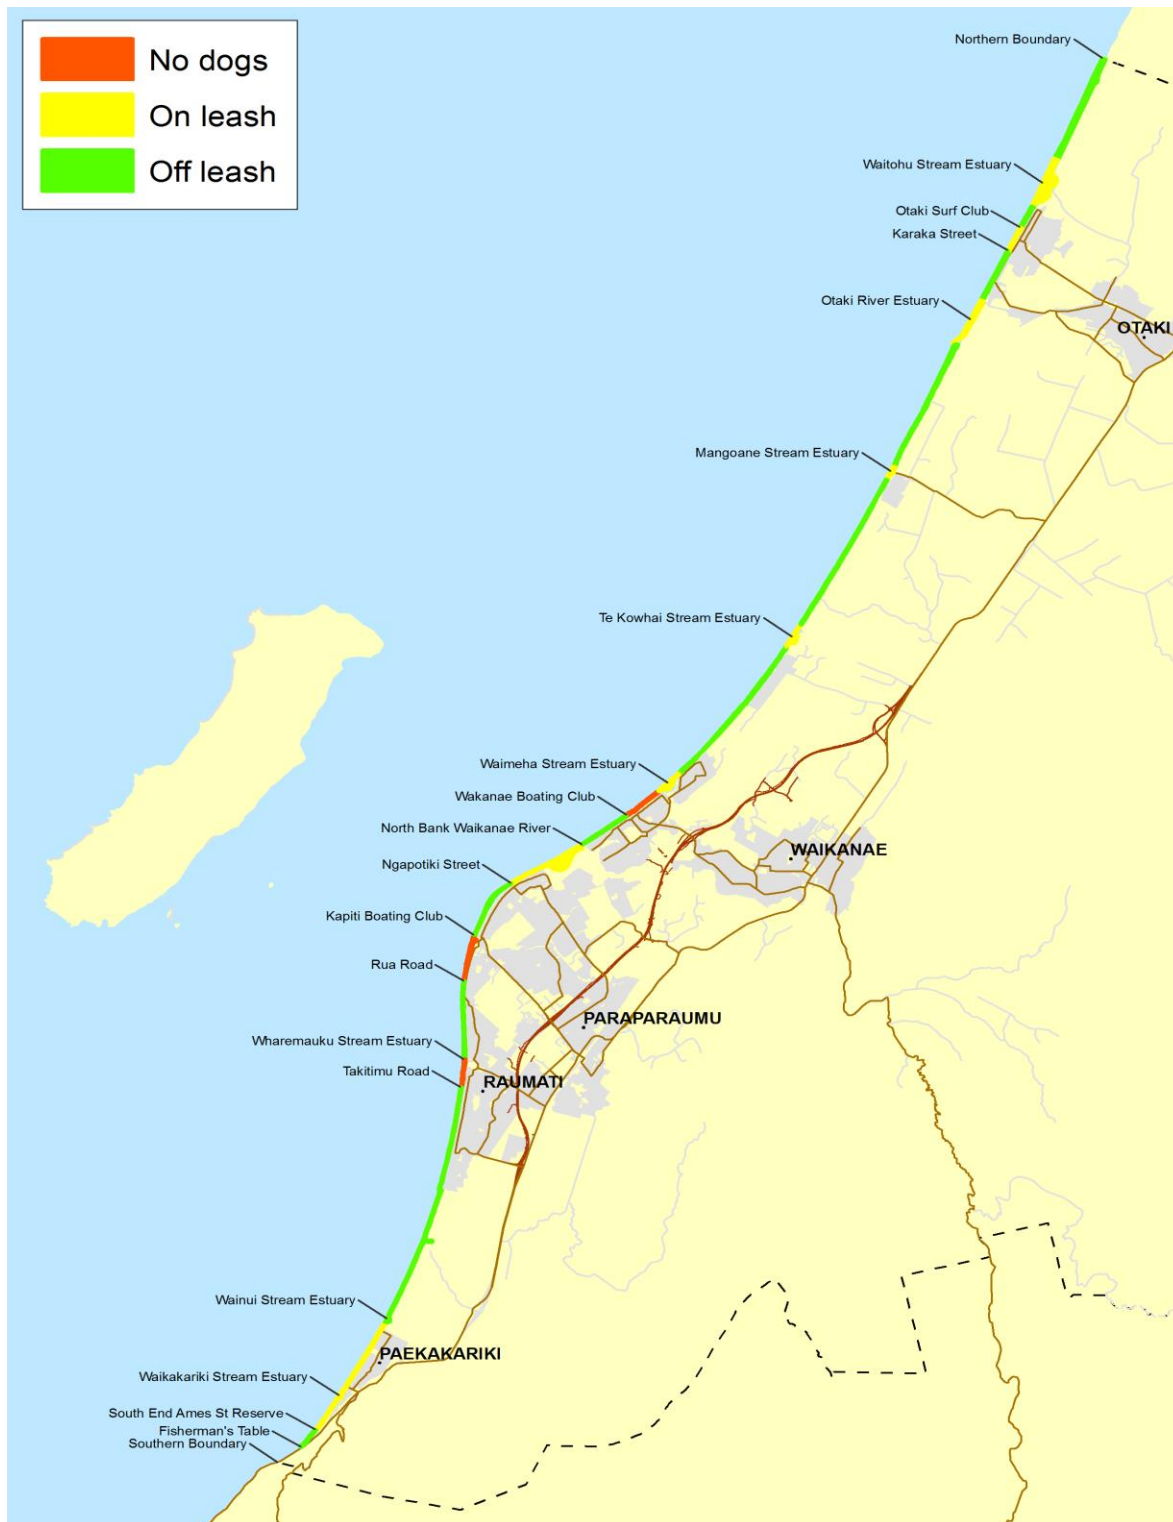 No dogs
On leash
Off leash
Northern Boundary
Waitohu Stream Estuary
Otaki Surf Club
Karaka Street
Otaki River Estuary
OTAKI
Mangoane Stream Estuary
Te Kowhai Stream Estuary
Waimeha Stream Estuary
Wakanae Boating Club
North Bank Waikanae River
WAIKANAE
Ngapotiki Street
Kapiti Boating Club
Rua Road
PARAPARAUMU
Wharemauku Stream Estuary
Takitimu Road
RAUMATI
Wainui Stream Estuary
PAEKAKARIKI
Waikakariki Stream Estuary
South End Ames St Reserve
Fisherman's Table
Southern Boundary